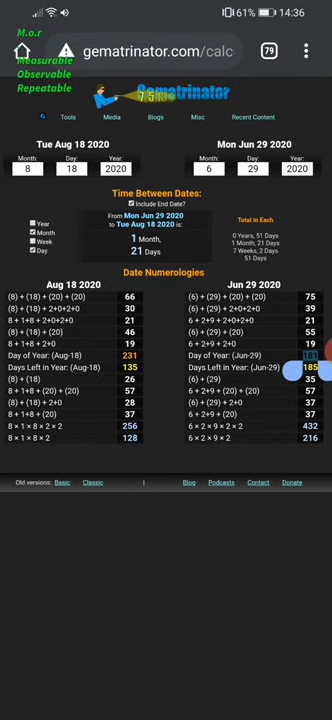 61% 14:36
M.o.r
Measurable
Observable
Repeatable
gematrinator.com/calc
79
Gematrinator
Tools Media Blogs Misc Recent Content
Tue Aug 18 2020
Month: Day: Year:
8 18 2020
Mon Jun 29 2020
Month: Day: Year:
6 29 2020
Time Between Dates:
Include End Date?
Year
Month
Week
Day
From Mon Jun 29 2020
to Tue Aug 18 2020 is:
1 Month,
21 Days
Total in Each
0 Years, 51 Days
1 Month, 21 Days
7 Weeks, 2 Days
51 Days
Date Numerologies
Aug 18 2020
(8) + (18) + (20) + (20) 66
(8) + (18) + 2+0+2+0 30
8 + 1+8 + 2+0+2+0 21
(8) + (18) + (20) 46
8 + 1+8 + 2+0 19
Day of Year: (Aug-18) 231
Days Left in Year: (Aug-18) 135
(8) + (18) 26
8 + 1+8 + (20) + (20) 57
(8) + (18) + 2+0 28
8 + 1+8 + (20) 37
8 × 1 × 8 × 2 × 2 256
8 × 1 × 8 × 2 128
Jun 29 2020
(6) + (29) + (20) + (20) 75
(6) + (29) + 2+0+2+0 39
6 + 2+9 + 2+0+2+0 21
(6) + (29) + (20) 55
6 + 2+9 + 2+0 19
Day of Year: (Jun-29) 181
Days Left in Year: (Jun-29) 185
(6) + (29) 35
6 + 2+9 + (20) + (20) 57
(6) + (29) + 2+0 37
6 + 2+9 + (20) 37
6 × 2 × 9 × 2 × 2 432
6 × 2 × 9 × 2 216
Old versions: Basic Classic | Blog Podcasts Contact Donate